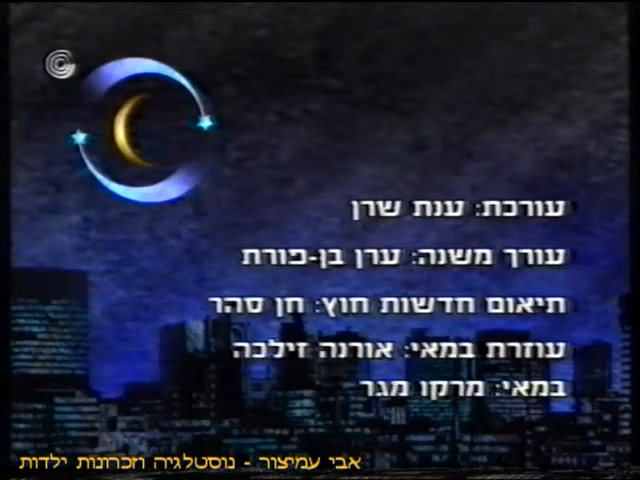 עורכת: ענת שרן
עורך משנה: ערן בן-פורת
תיאום חדשות חוץ: חן סהר
עוזרת במאי: אורנה זילכה
במאי: מרקו מגר
אבי עמיצור - נוסטלגיה וזכרונות ילדות